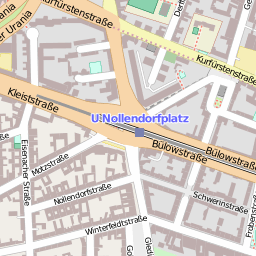 Urania
Kurfürstenstraße
Kurfürstenstraße
Kleiststraße
U Nollendorfplatz
Bülowstraße
Bülowstraße
Eisenacher Straße
Motzstraße
Nollendorfstraße
Winterfeldtstraße
Schwerinstraße